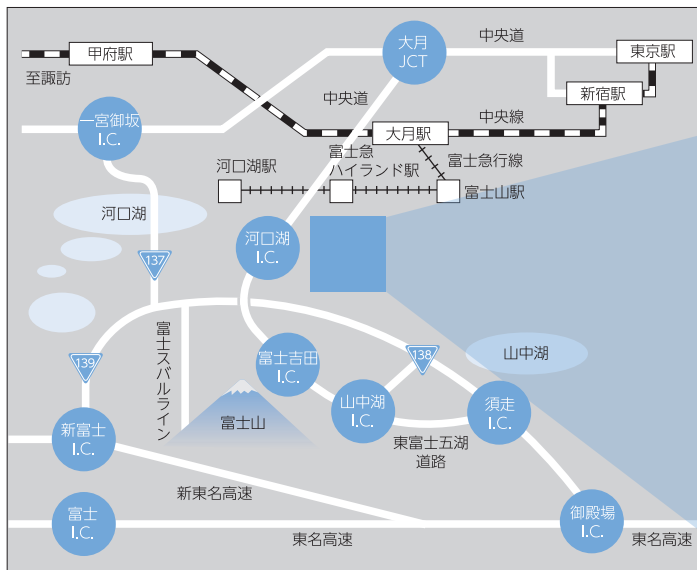 甲府駅
至諏訪
大月
JCT
中央道
東京駅
新宿駅
一宮御坂
I.C.
中央道
中央線
大月駅
富士急
ハイランド駅
富士急行線
河口湖駅
富士山駅
河口湖
河口湖
I.C.
137
富士スバルライン
139
富士吉田
I.C.
138
山中湖
富士山
山中湖
I.C.
須走
I.C.
新富士
I.C.
東富士五湖
道路
新東名高速
富士
I.C.
東名高速
御殿場
I.C.
東名高速